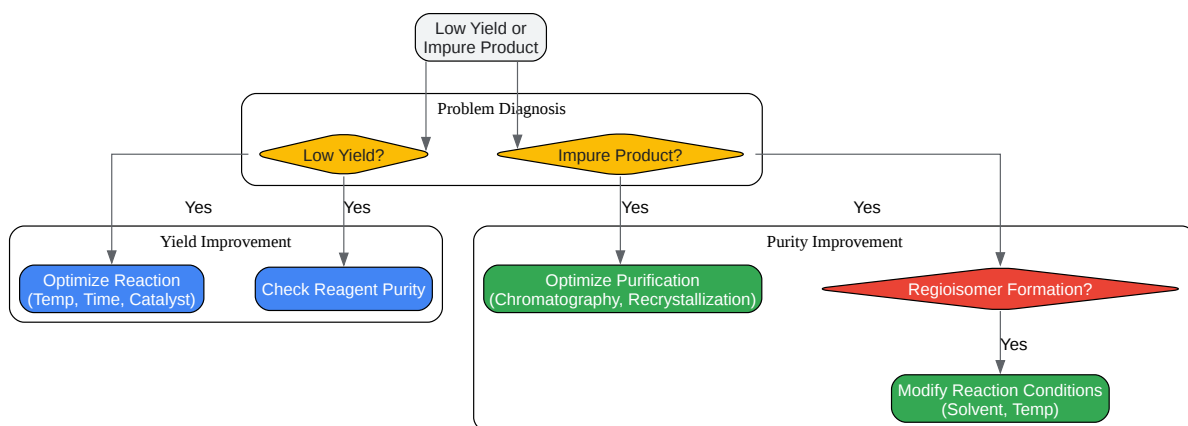 Low Yield or
Impure Product
Problem Diagnosis
Low Yield?
Impure Product?
Yes
Yes
Yes
Yes
Yield Improvement
Purity Improvement
Optimize Reaction
(Temp, Time, Catalyst)
Check Reagent Purity
Optimize Purification
(Chromatography, Recrystallization)
Regioisomer Formation?
Yes
Modify Reaction Conditions
(Solvent, Temp)